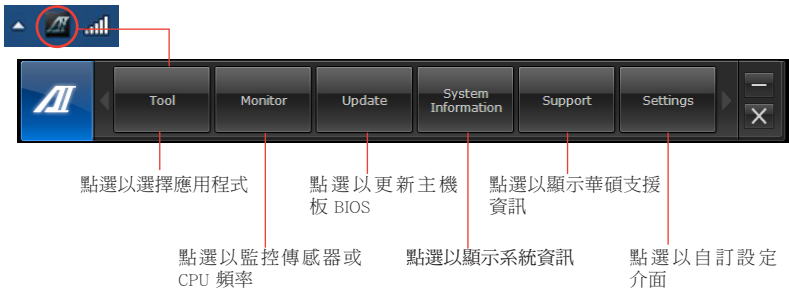 Tool
Monitor
Update
System
Information
Support
Settings
點選以選擇應用程式
點選以更新主機
板 BIOS
點選以顯示華碩支援
資訊
點選以監控傳感器或
CPU 頻率
點選以顯示系統資訊
點選以自訂設定
介面